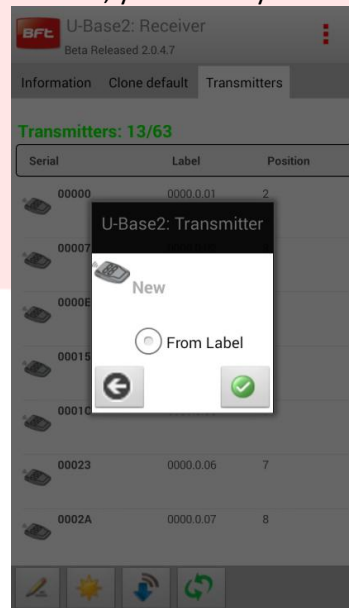 BFt U-Base2: Receiver
Beta Released 2.0.4.7
Information Clone default Transmitters
Transmitters: 13/63
Serial Label Position
00000 0000.0.01 2
U-Base2: Transmitter
00007
New
0000E
From Label
00015
0001C
00023 0000.0.06 7
0002A 0000.0.07 8